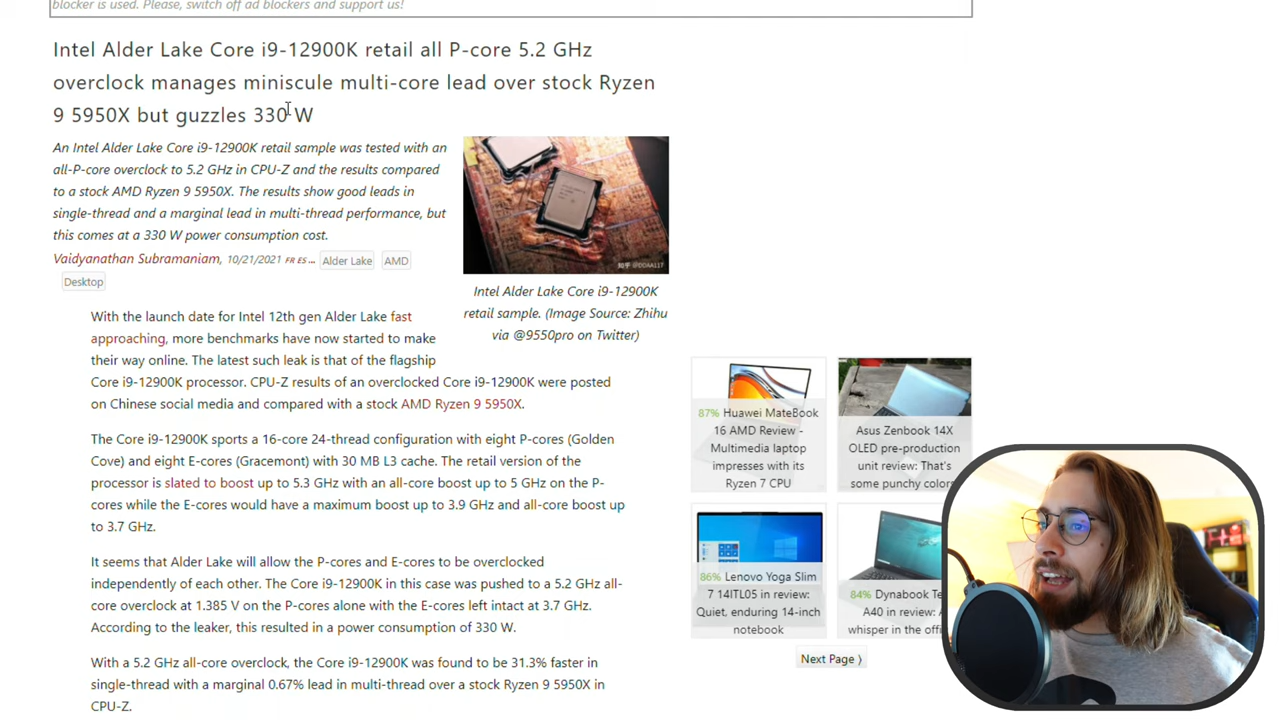 blocker is used. Please, switch off ad blockers and support us!
Intel Alder Lake Core i9-12900K retail all P-core 5.2 GHz
overclock manages miniscule multi-core lead over stock Ryzen
9 5950X but guzzles 330 W
An Intel Alder Lake Core i9-12900K retail sample was tested with an
all-P-core overclock to 5.2 GHz in CPU-Z and the results compared
to a stock AMD Ryzen 9 5950X. The results show good leads in
single-thread and a marginal lead in multi-thread performance, but
this comes at a 330 W power consumption cost.
Vaidyanathan Subramaniam, 10/21/2021 FR ES ... Alder Lake AMD
Desktop
知乎 @DDAA117
Intel Alder Lake Core i9-12900K
retail sample. (Image Source: Zhihu
via @9550pro on Twitter)
With the launch date for Intel 12th gen Alder Lake fast
approaching, more benchmarks have now started to make
their way online. The latest such leak is that of the flagship
Core i9-12900K processor. CPU-Z results of an overclocked Core i9-12900K were posted
on Chinese social media and compared with a stock AMD Ryzen 9 5950X.
The Core i9-12900K sports a 16-core 24-thread configuration with eight P-cores (Golden
Cove) and eight E-cores (Gracemont) with 30 MB L3 cache. The retail version of the
processor is slated to boost up to 5.3 GHz with an all-core boost up to 5 GHz on the P-
cores while the E-cores would have a maximum boost up to 3.9 GHz and all-core boost up
to 3.7 GHz.
It seems that Alder Lake will allow the P-cores and E-cores to be overclocked
independently of each other. The Core i9-12900K in this case was pushed to a 5.2 GHz all-
core overclock at 1.385 V on the P-cores alone with the E-cores left intact at 3.7 GHz.
According to the leaker, this resulted in a power consumption of 330 W.
With a 5.2 GHz all-core overclock, the Core i9-12900K was found to be 31.3% faster in
single-thread with a marginal 0.67% lead in multi-thread over a stock Ryzen 9 5950X in
CPU-Z.
87% Huawei MateBook
16 AMD Review -
Multimedia laptop
impresses with its
Ryzen 7 CPU
Asus Zenbook 14X
OLED pre-production
unit review: That's
some punchy colors
86% Lenovo Yoga Slim
7 14ITL05 in review:
Quiet, enduring 14-inch
notebook
84% Dynabook Te
A40 in review: A
whisper in the offi
Next Page ⟩